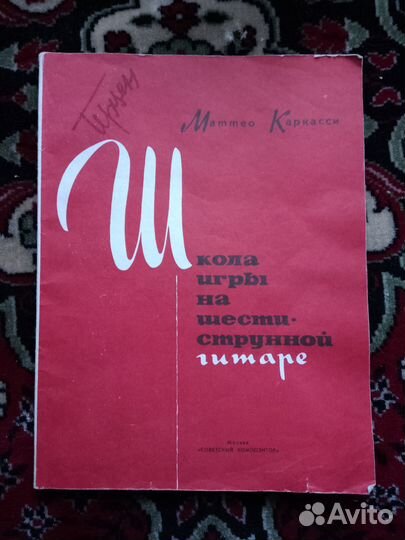 Маттео Каркасси
Школа
игры
на
шести-
струнной
гитаре
Москва
«СОВЕТСКИЙ КОМПОЗИТОР»
Avito